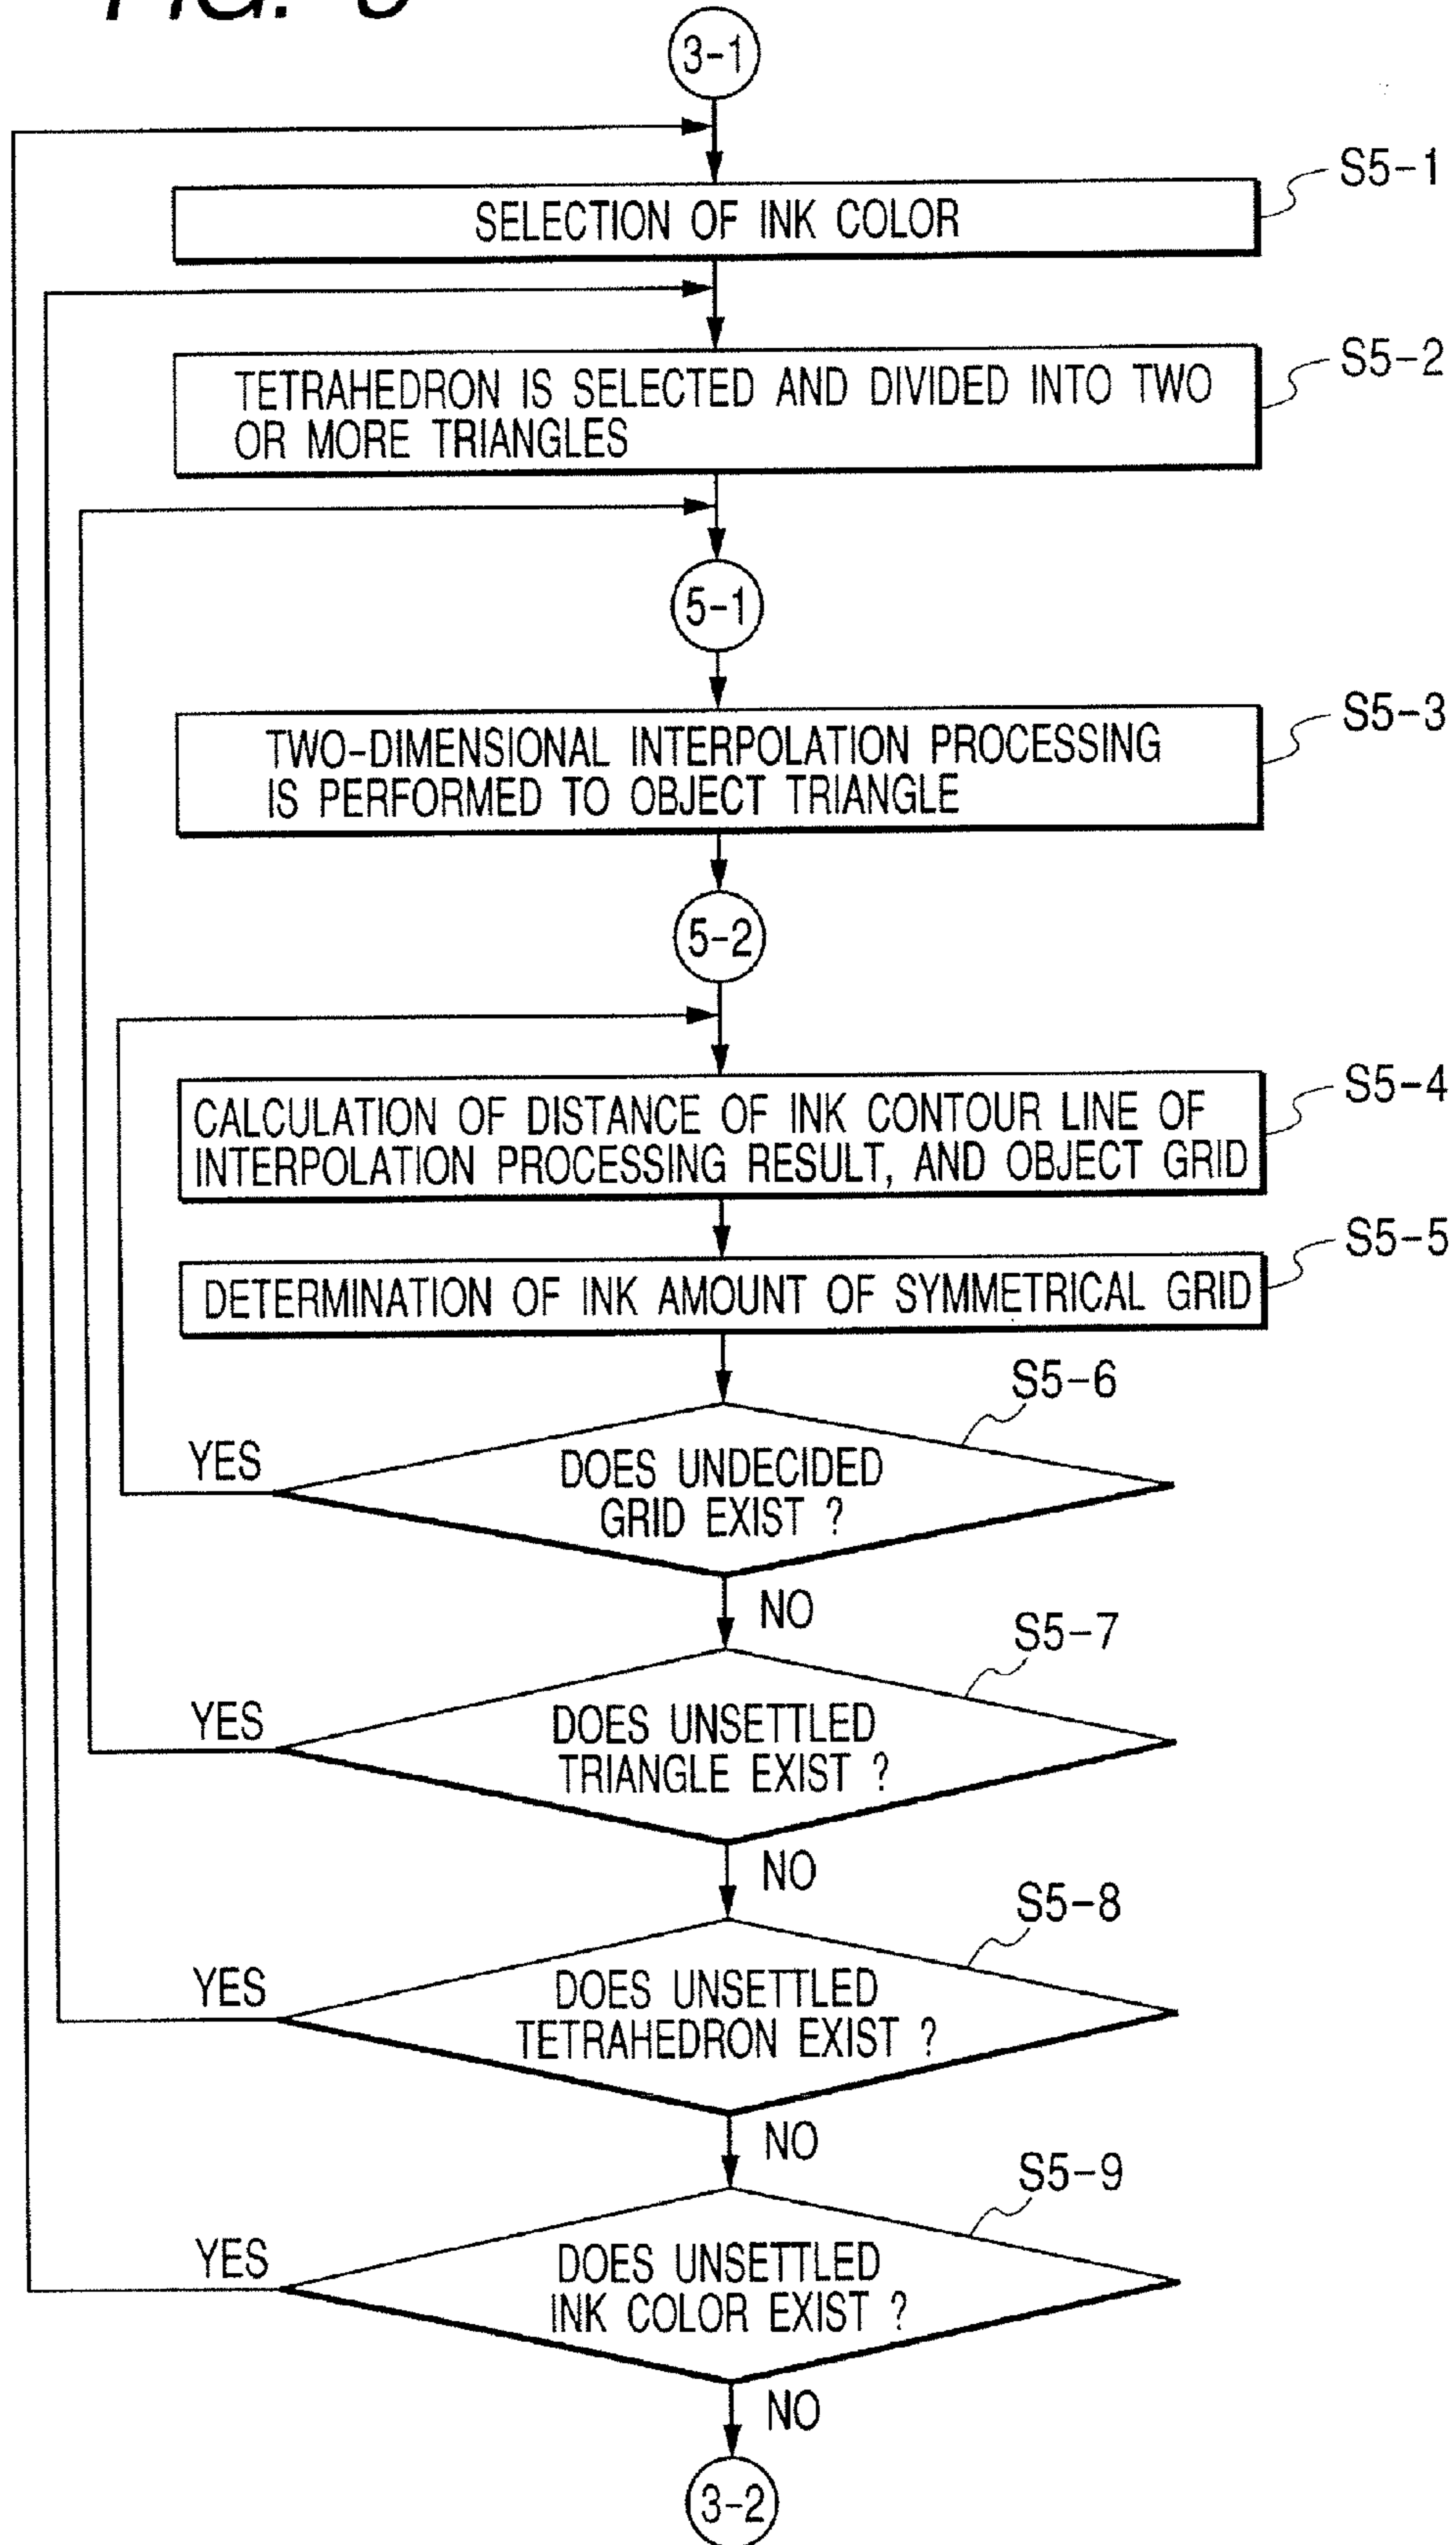 FIG.
3-1
S5-1
SELECTION OF INK COLOR
S5-2
TETRAHEDRON IS SELECTED AND DIVIDED INTO TWO
OR MORE TRIANGLES
5-1
S5-3
TWO-DIMENSIONAL INTERPOLATION PROCESSING
IS PERFORMED TO OBJECT TRIANGLE
5-2
S5-4
CALCULATION OF DISTANCE OF INK CONTOUR LINE OF
INTERPOLATION PROCESSING RESULT, AND OBJECT GRID
S5-5
DETERMINATION OF INK AMOUNT OF SYMMETRICAL GRID
S5-6
YES
DOES UNDECIDED
GRID EXIST ?
NO
S5-7
YES
DOES UNSETTLED
TRIANGLE EXIST ?
NO
S5-8
YES
DOES UNSETTLED
TETRAHEDRON EXIST ?
NO
S5-9
YES
DOES UNSETTLED
INK COLOR EXIST ?
NO
3-2